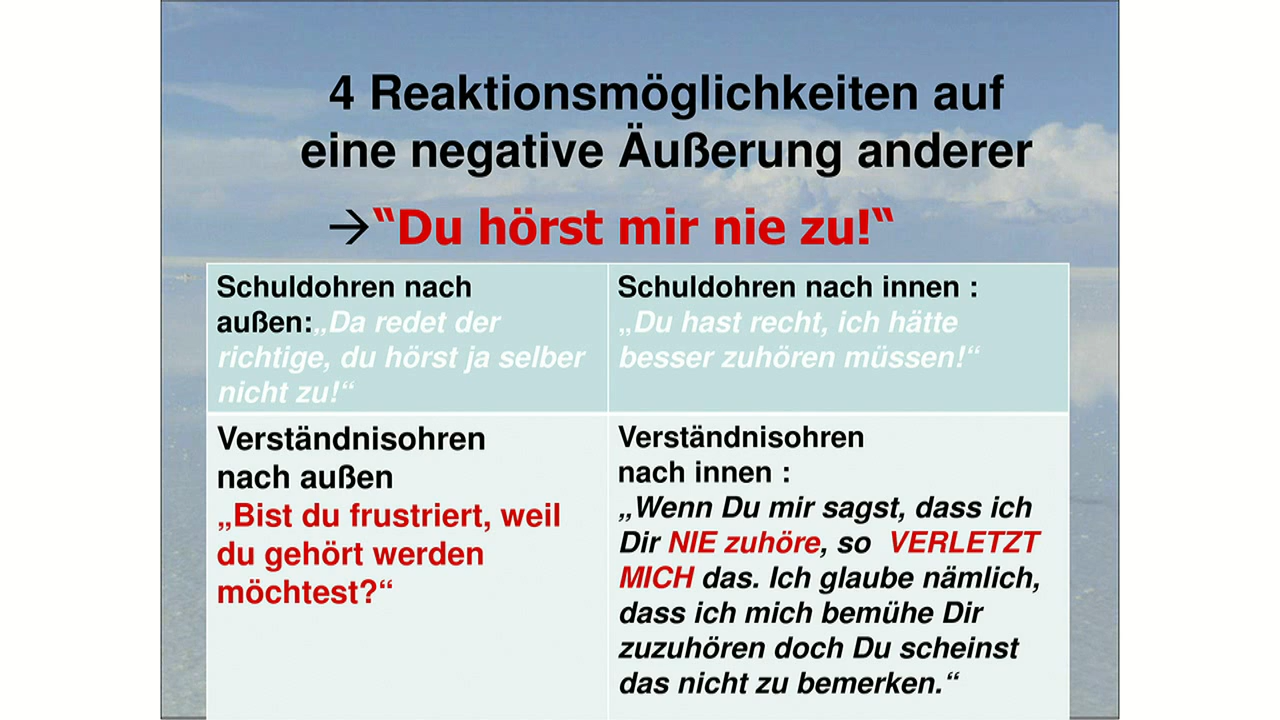 4 Reaktionsmöglichkeiten auf
eine negative Äußerung anderer
→“Du hörst mir nie zu!“
Schuldohren nach
außen:„Da redet der
richtige, du hörst ja selber
nicht zu!“
Schuldohren nach innen :
„Du hast recht, ich hätte
besser zuhören müssen!“
Verständnisohren
nach außen
„Bist du frustriert, weil
du gehört werden
möchtest?“
Verständnisohren
nach innen :
„Wenn Du mir sagst, dass ich
Dir NIE zuhöre, so VERLETZT
MICH das. Ich glaube nämlich,
dass ich mich bemühe Dir
zuzuhören doch Du scheinst
das nicht zu bemerken.“